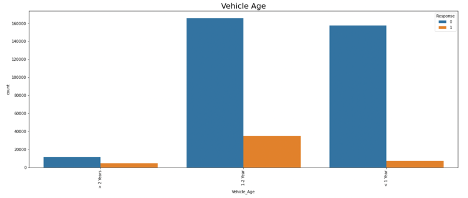 Vehicle Age
Response
0
1
160000
140000
120000
100000
80000
60000
40000
20000
0
count
> 2 Years
1-2 Year
< 1 Year
Vehicle_Age